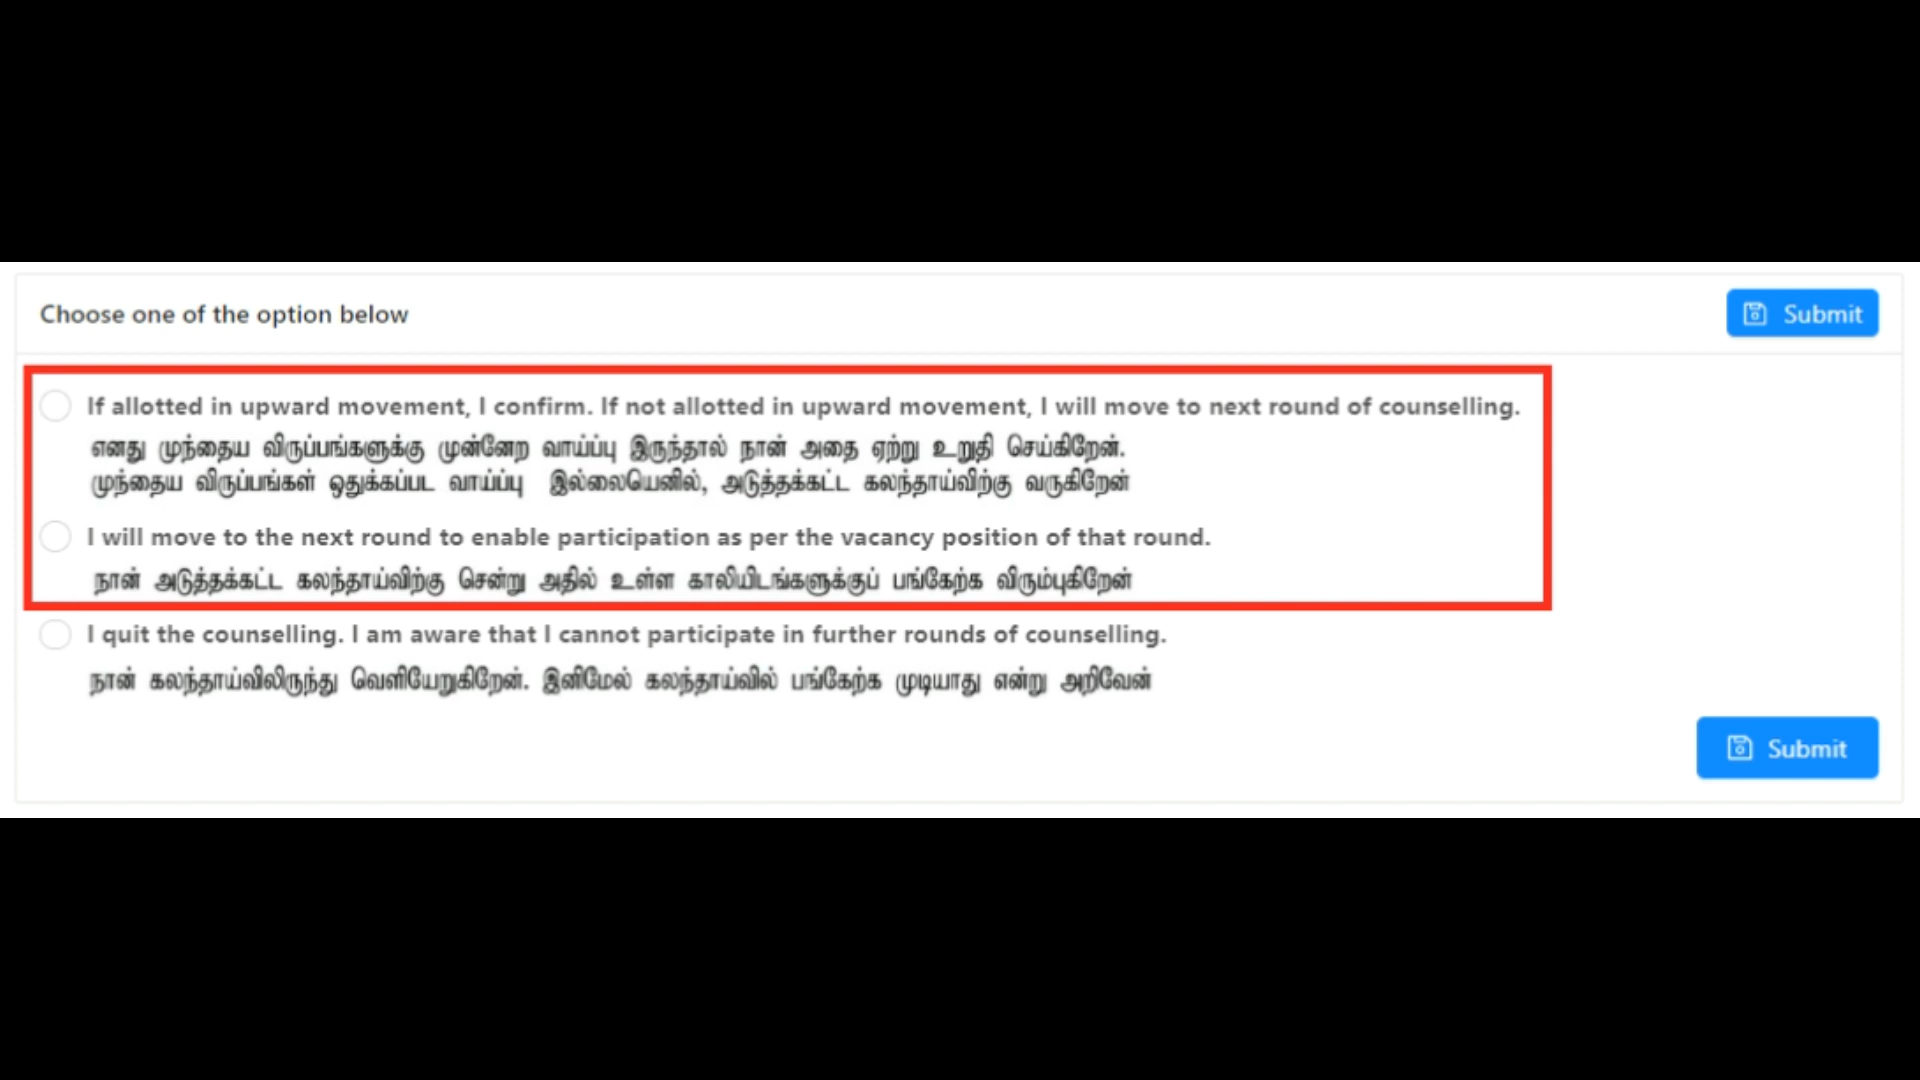 Choose one of the option below
Submit
If allotted in upward movement, I confirm. If not allotted in upward movement, I will move to next round of counselling.
எனது முந்தைய விருப்பங்களுக்கு முன்னேற வாய்ப்பு இருந்தால் நான் அதை ஏற்று உறுதி செய்கிறேன்.
முந்தைய விருப்பங்கள் ஒதுக்கப்பட வாய்ப்பு இல்லையெனில், அடுத்தக்கட்ட கலந்தாய்விற்கு வருகிறேன்
I will move to the next round to enable participation as per the vacancy position of that round.
நான் அடுத்தக்கட்ட கலந்தாய்விற்கு சென்று அதில் உள்ள காலியிடங்களுக்குப் பங்கேற்க விரும்புகிறேன்
I quit the counselling. I am aware that I cannot participate in further rounds of counselling.
நான் கலந்தாய்விலிருந்து வெளியேறுகிறேன். இனிமேல் கலந்தாய்வில் பங்கேற்க முடியாது என்று அறிவேன்
Submit